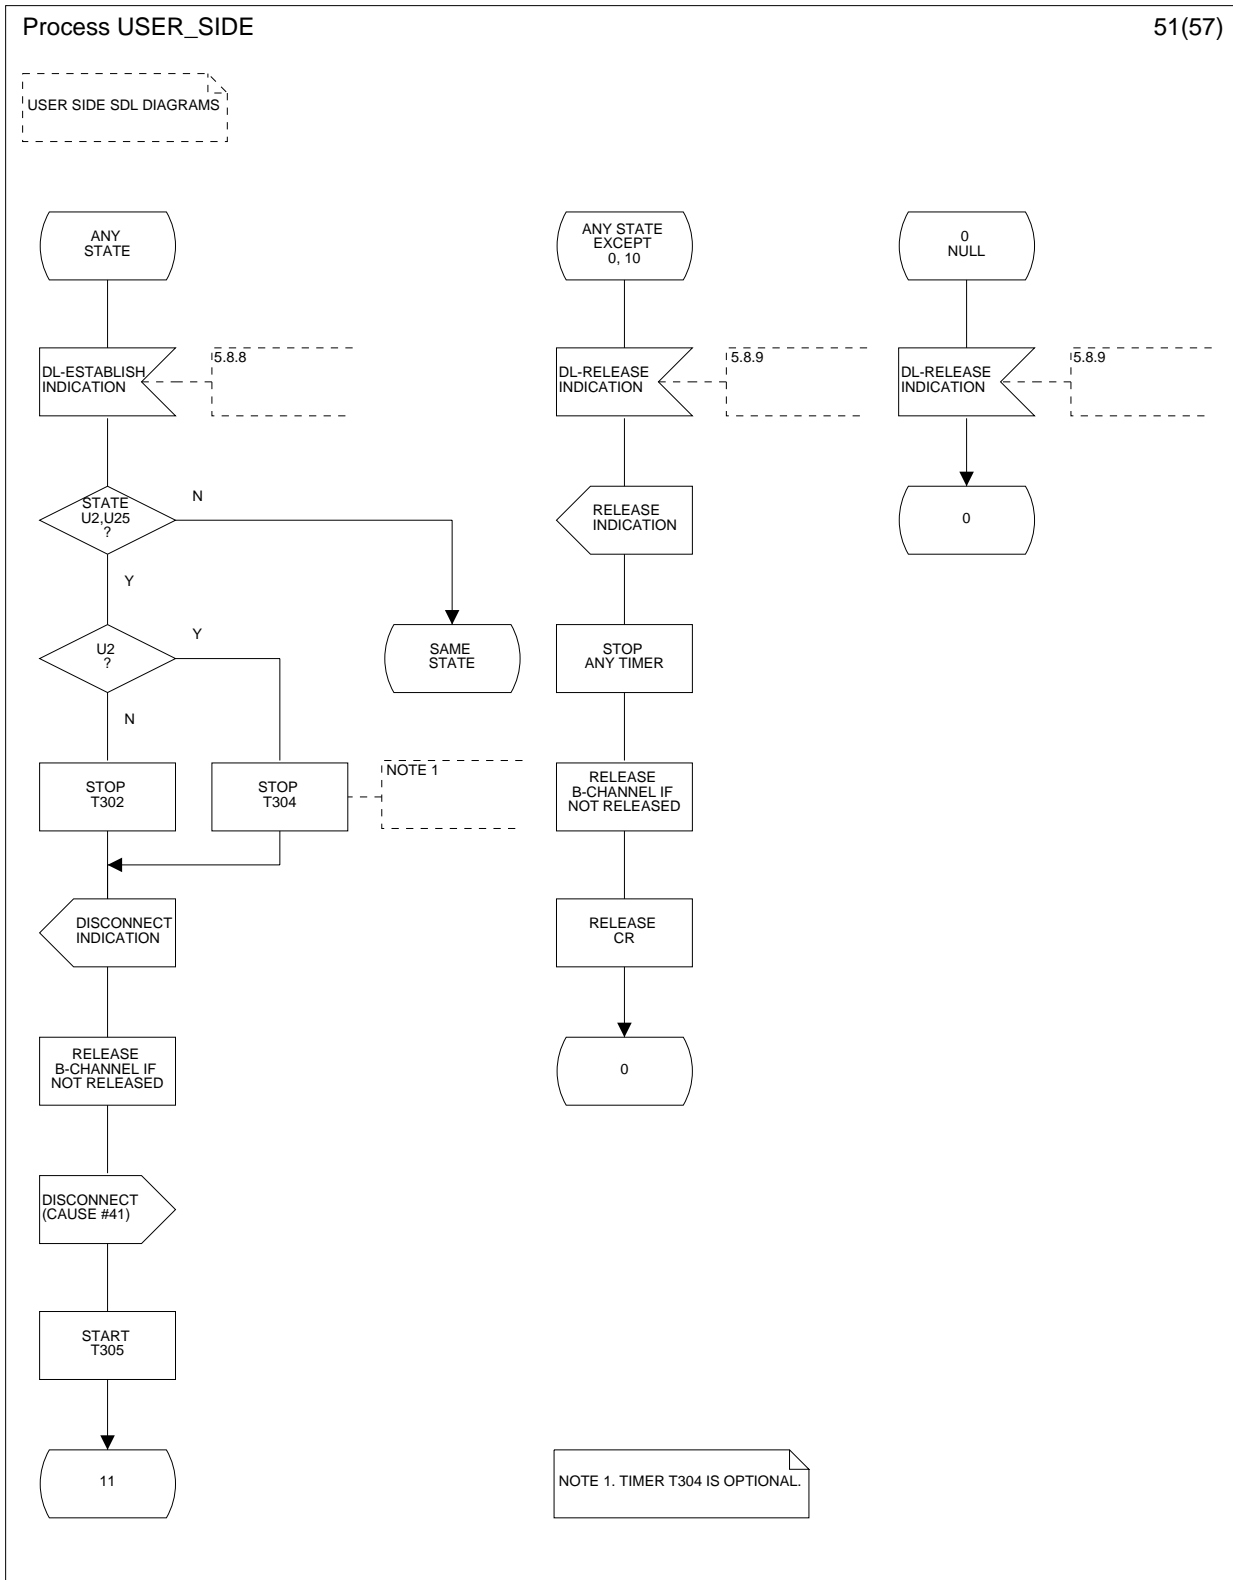 Process USER_SIDE
51(57)
USER SIDE SDL DIAGRAMS
ANY
STATE
DL-ESTABLISH
INDICATION
5.8.8
STATE
U2,U25
?
N
Y
U2
?
Y
N
SAME
STATE
STOP
T302
STOP
T304
NOTE 1
DISCONNECT
INDICATION
RELEASE
B-CHANNEL IF
NOT RELEASED
DISCONNECT
(CAUSE #41)
START
T305
11
ANY STATE
EXCEPT
0, 10
DL-RELEASE
INDICATION
5.8.9
RELEASE
INDICATION
STOP
ANY TIMER
RELEASE
B-CHANNEL IF
NOT RELEASED
RELEASE
CR
0
0
NULL
DL-RELEASE
INDICATION
5.8.9
0
NOTE 1. TIMER T304 IS OPTIONAL.